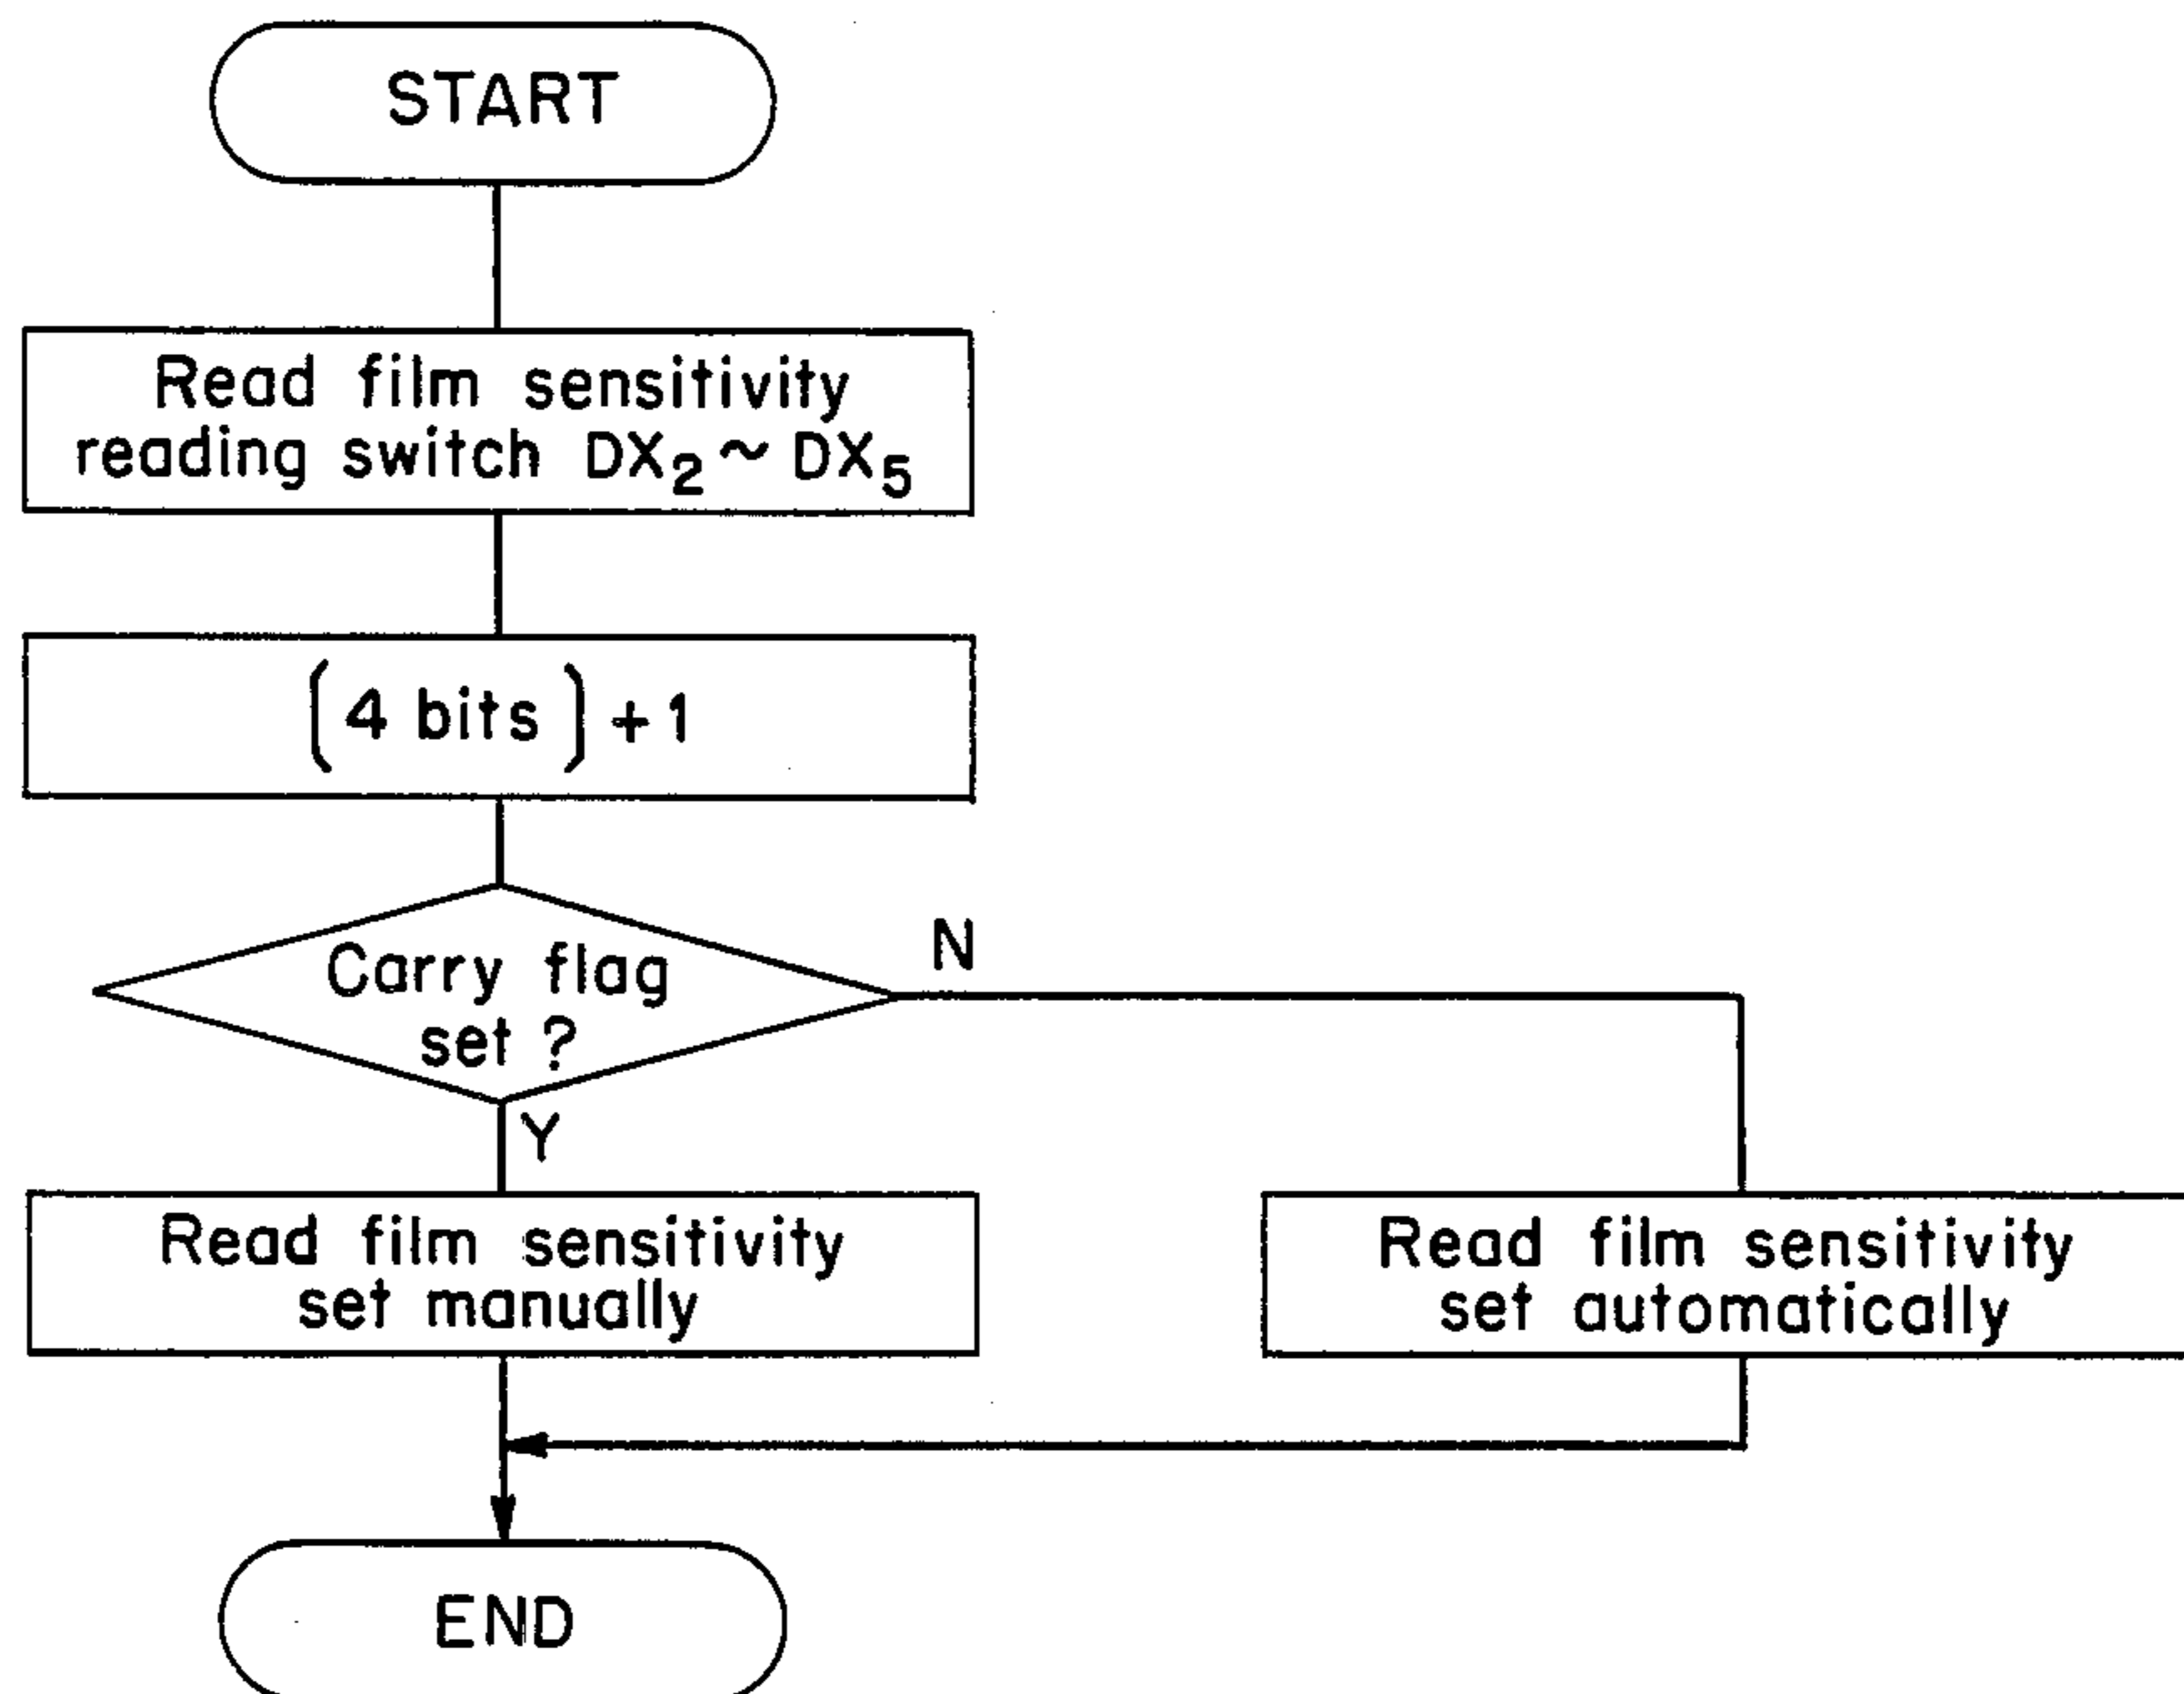 START
Read film sensitivity
reading switch DX₂ ~ DX₅
(4 bits) + 1
Carry flag
set ?
N
Y
Read film sensitivity
set manually
Read film sensitivity
set automatically
END